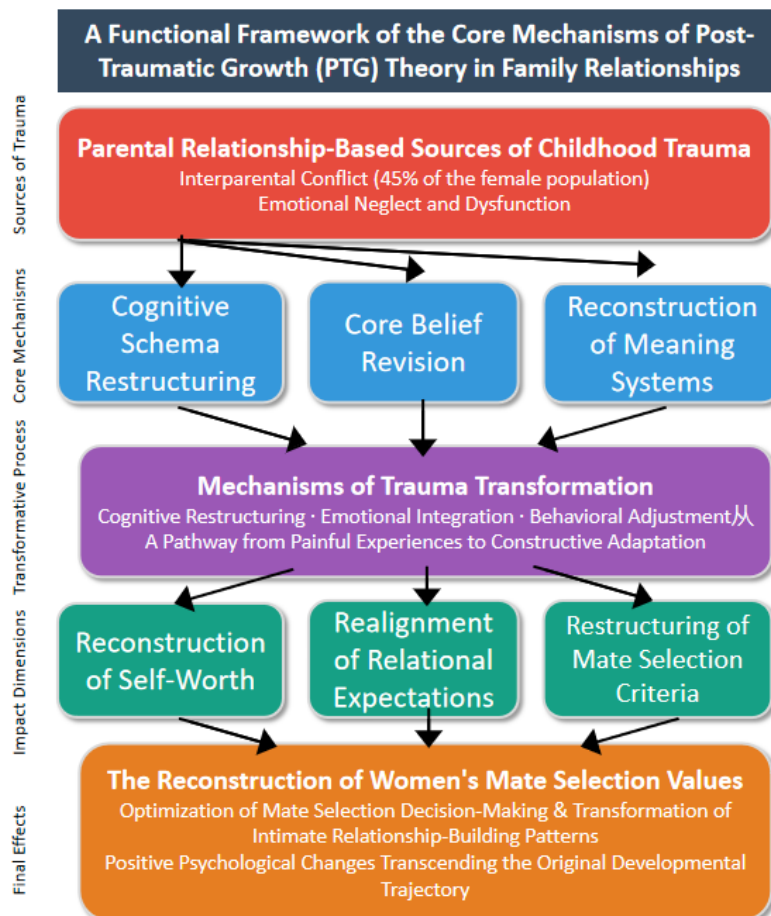 A Functional Framework of the Core Mechanisms of Post-
Traumatic Growth (PTG) Theory in Family Relationships
Sources of Trauma
Parental Relationship-Based Sources of Childhood Trauma
Interparental Conflict (45% of the female population)
Emotional Neglect and Dysfunction
Core Mechanisms
Cognitive
Schema
Restructuring
Core Belief
Revision
Reconstruction
of Meaning
Systems
Transformative Process
Mechanisms of Trauma Transformation
Cognitive Restructuring · Emotional Integration · Behavioral Adjustment从
A Pathway from Painful Experiences to Constructive Adaptation
Impact Dimensions
Reconstruction
of Self-Worth
Realignment
of Relational
Expectations
Restructuring of
Mate Selection
Criteria
Final Effects
The Reconstruction of Women's Mate Selection Values
Optimization of Mate Selection Decision-Making & Transformation of
Intimate Relationship-Building Patterns
Positive Psychological Changes Transcending the Original Developmental
Trajectory